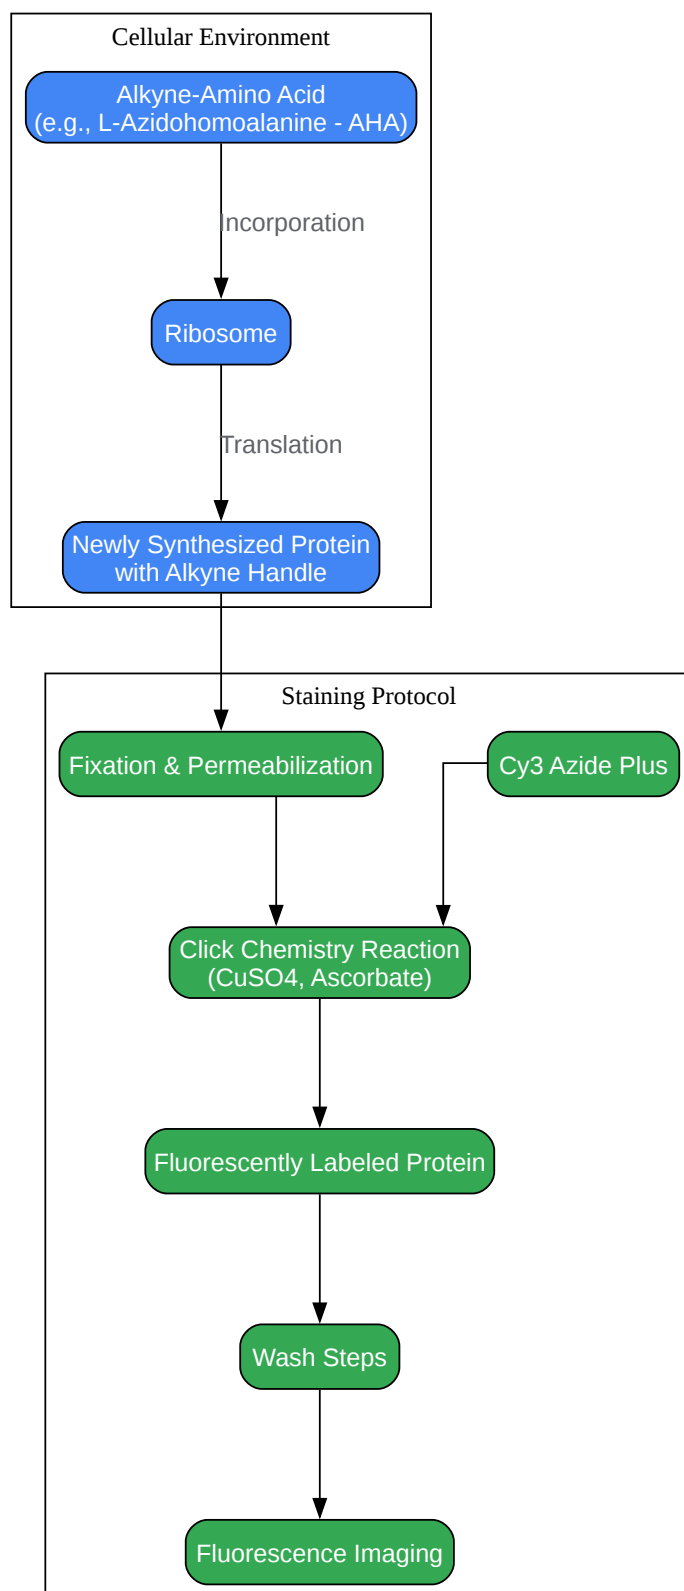 Cellular Environment
Alkyne-Amino Acid
(e.g., L-Azidohomoalanine - AHA)
Incorporation
Ribosome
Translation
Newly Synthesized Protein
with Alkyne Handle
Staining Protocol
Fixation & Permeabilization
Cy3 Azide Plus
Click Chemistry Reaction
(CuSO4, Ascorbate)
Fluorescently Labeled Protein
Wash Steps
Fluorescence Imaging